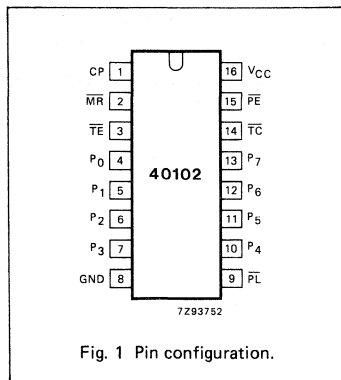 CP 1 16 VCC
MR 2 15 PE
TE 3 14 TC
P0 4 13 P7
40102
P1 5 12 P6
P2 6 11 P5
P3 7 10 P4
GND 8 9 PL
7Z93752
Fig. 1 Pin configuration.